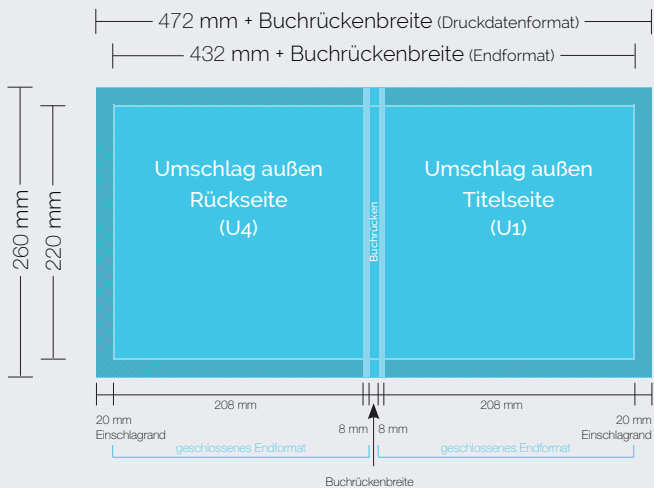 472 mm + Buchrückenbreite (Druckdatenformat)
432 mm + Buchrückenbreite (Endformat)
260 mm
220 mm
Umschlag außen
Rückseite
(U4)
Buchrücken
Umschlag außen
Titelseite
(U1)
208 mm
208 mm
20 mm
Einschlagrand
8 mm
8 mm
20 mm
Einschlagrand
geschlossenes Endformat
geschlossenes Endformat
Buchrückenbreite